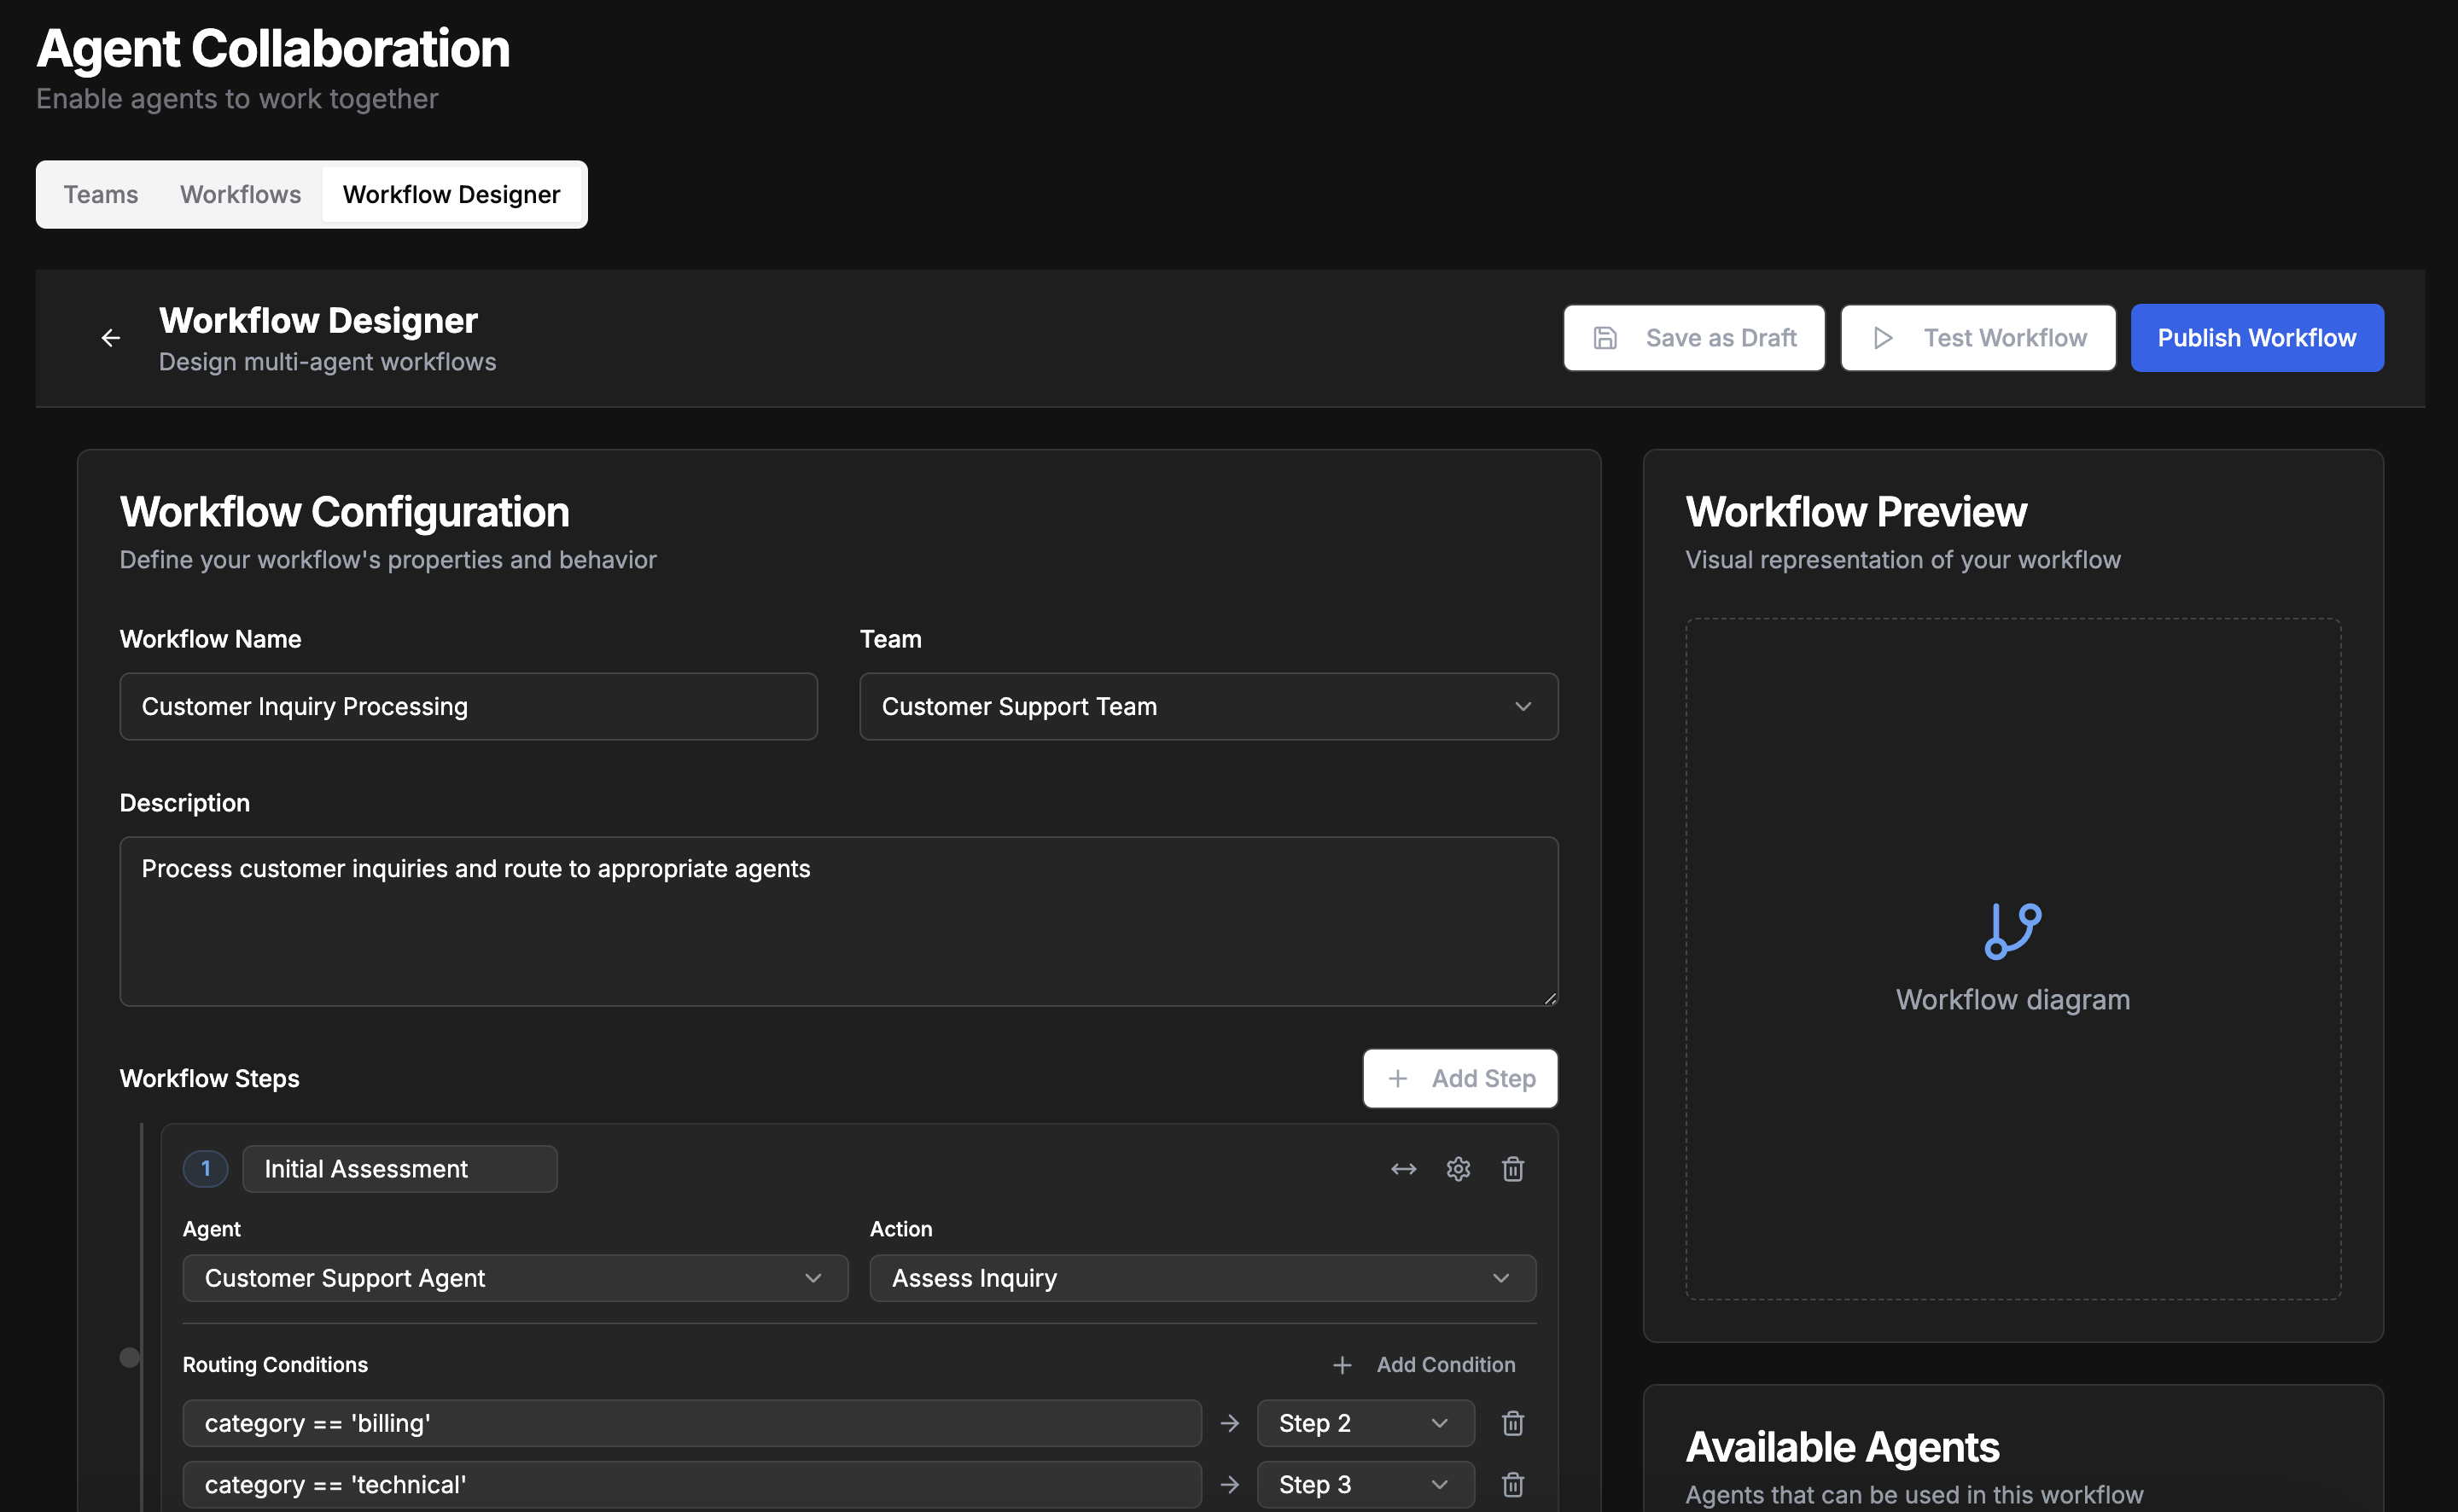 Agent Collaboration
Enable agents to work together
Teams Workflows Workflow Designer
Workflow Designer
Design multi-agent workflows
Save as Draft Test Workflow Publish Workflow
Workflow Configuration
Define your workflow's properties and behavior
Workflow Name Team
Customer Inquiry Processing Customer Support Team
Description
Process customer inquiries and route to appropriate agents
Workflow Steps Add Step
1 Initial Assessment
Agent Action
Customer Support Agent Assess Inquiry
Routing Conditions Add Condition
category == 'billing' Step 2
category == 'technical' Step 3
Workflow Preview
Visual representation of your workflow
Workflow diagram
Available Agents
Agents that can be used in this workflow